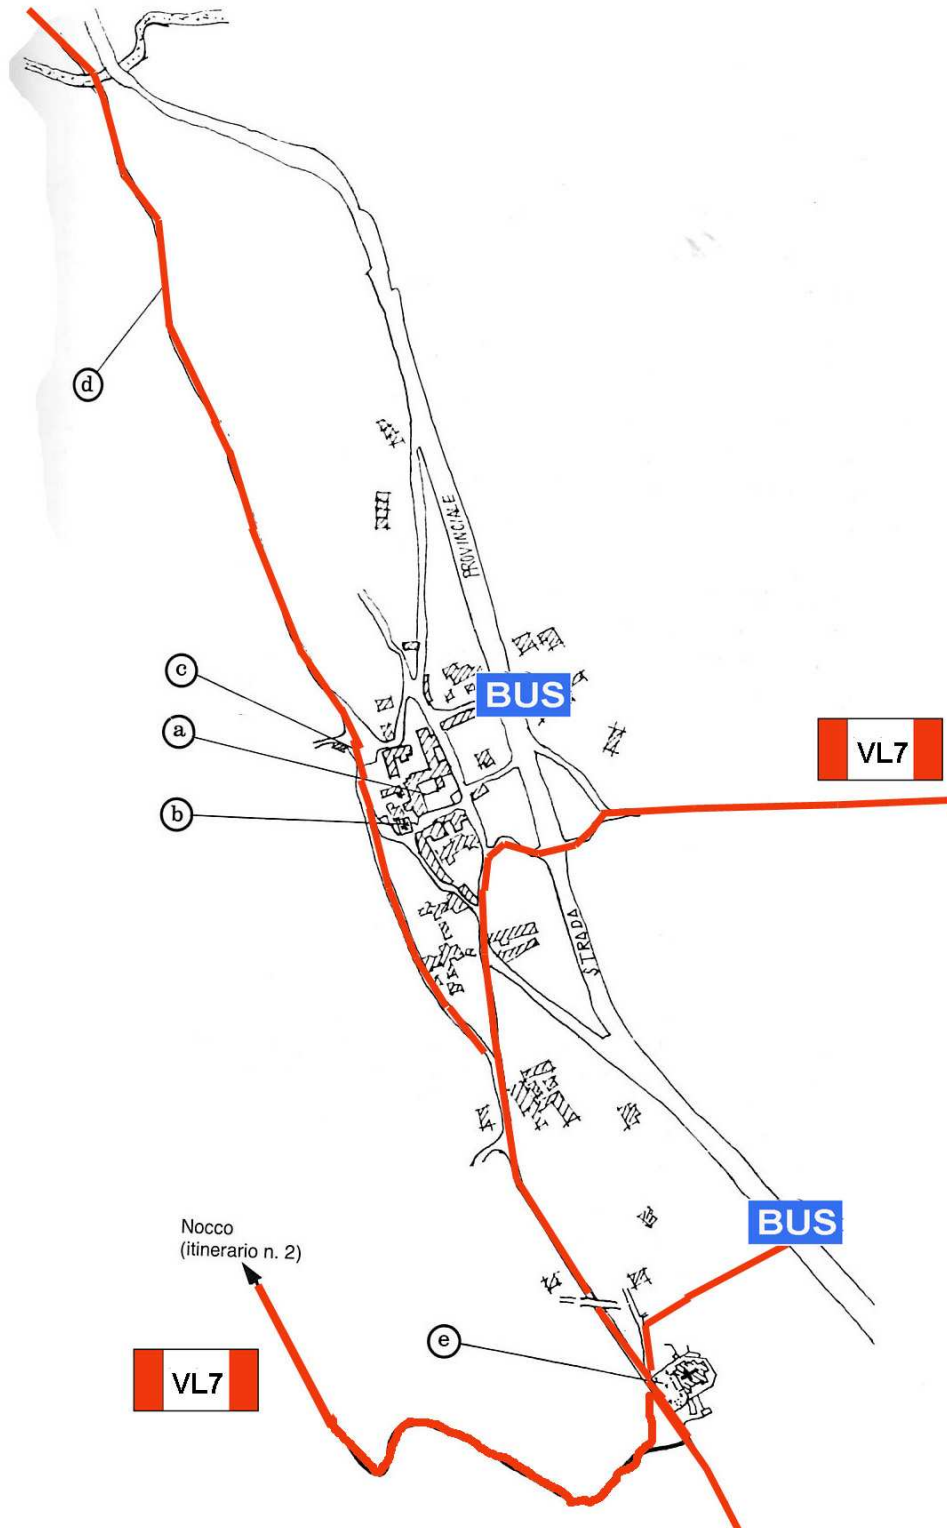 d
PROVINCIALE
c
BUS
a
VL7
b
STRADA
BUS
Nocco
(itinerario n. 2)
e
VL7